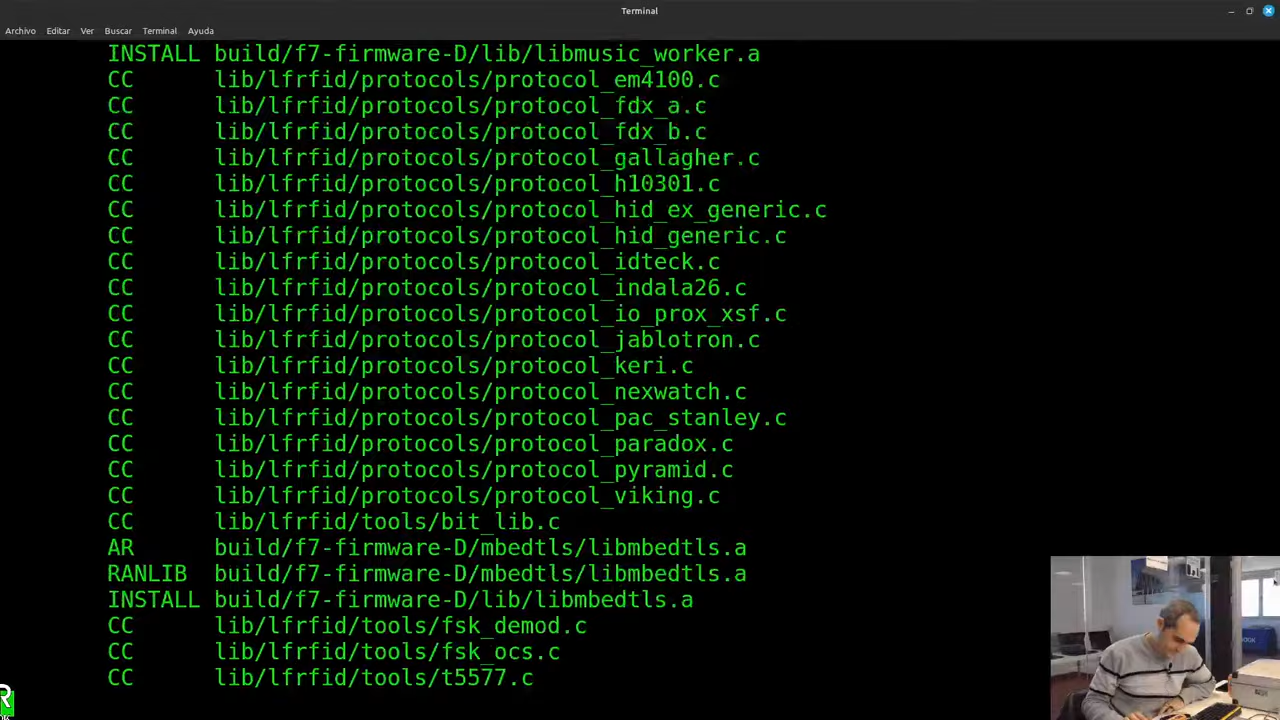 Terminal
Archivo Editar Ver Buscar Terminal Ayuda
INSTALL build/f7-firmware-D/lib/libmusic_worker.a
CC lib/lfrfid/protocols/protocol_em4100.c
CC lib/lfrfid/protocols/protocol_fdx_a.c
CC lib/lfrfid/protocols/protocol_fdx_b.c
CC lib/lfrfid/protocols/protocol_gallagher.c
CC lib/lfrfid/protocols/protocol_h10301.c
CC lib/lfrfid/protocols/protocol_hid_ex_generic.c
CC lib/lfrfid/protocols/protocol_hid_generic.c
CC lib/lfrfid/protocols/protocol_idteck.c
CC lib/lfrfid/protocols/protocol_indala26.c
CC lib/lfrfid/protocols/protocol_io_prox_xsf.c
CC lib/lfrfid/protocols/protocol_jablotron.c
CC lib/lfrfid/protocols/protocol_keri.c
CC lib/lfrfid/protocols/protocol_nexwatch.c
CC lib/lfrfid/protocols/protocol_pac_stanley.c
CC lib/lfrfid/protocols/protocol_paradox.c
CC lib/lfrfid/protocols/protocol_pyramid.c
CC lib/lfrfid/protocols/protocol_viking.c
CC lib/lfrfid/tools/bit_lib.c
AR build/f7-firmware-D/mbedtls/libmbedtls.a
RANLIB build/f7-firmware-D/mbedtls/libmbedtls.a
INSTALL build/f7-firmware-D/lib/libmbedtls.a
CC lib/lfrfid/tools/fsk_demod.c
CC lib/lfrfid/tools/fsk_ocs.c
CC lib/lfrfid/tools/t5577.c